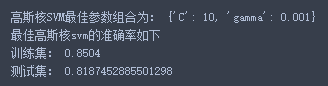 高斯核SVM最佳参数组合为: {'C': 10, 'gamma': 0.001}
最佳高斯核svm的准确率如下
训练集: 0.8504
测试集: 0.8187452885501298